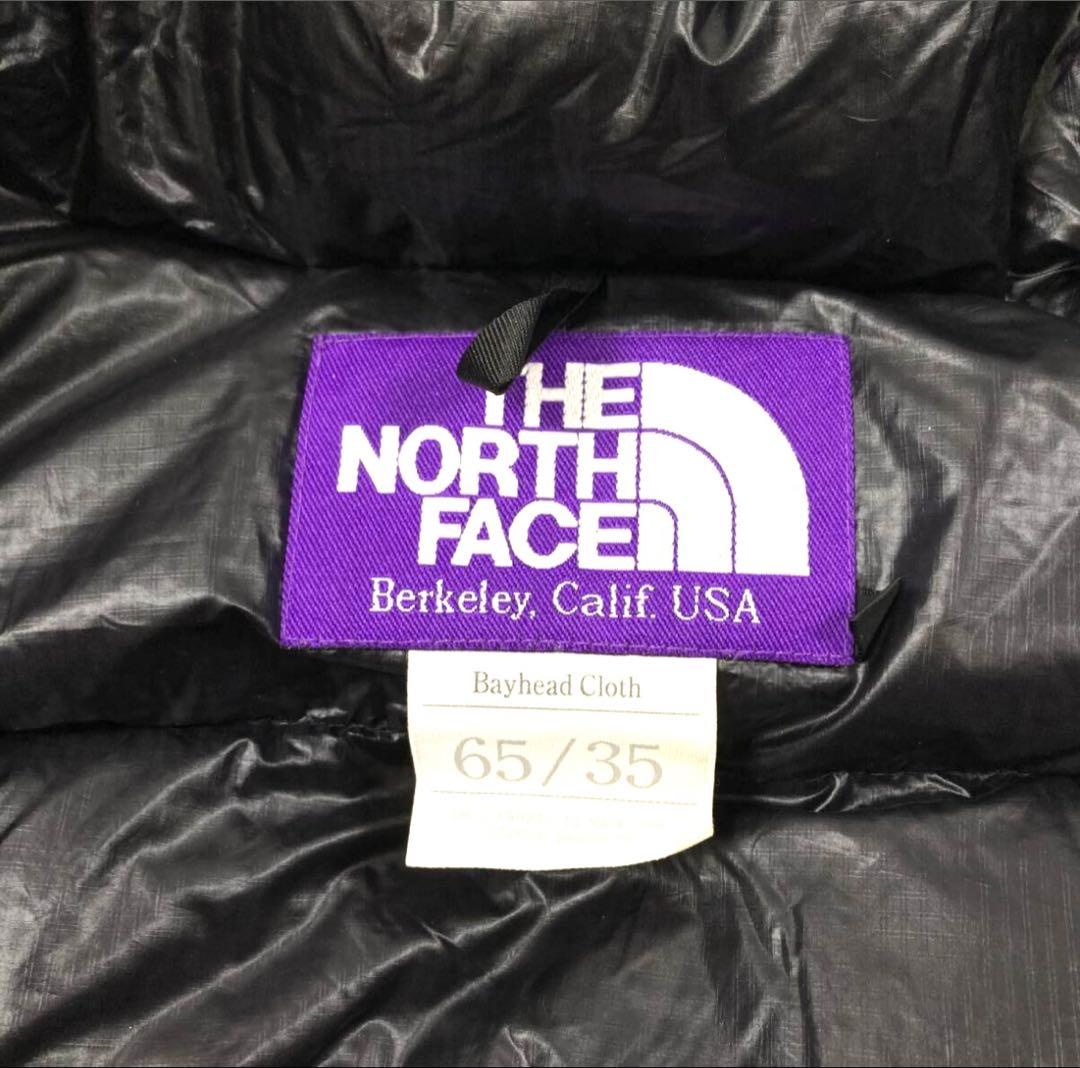 THE
NORTH
FACE
Berkeley, Calif. USA
Bayhead Cloth
65/35